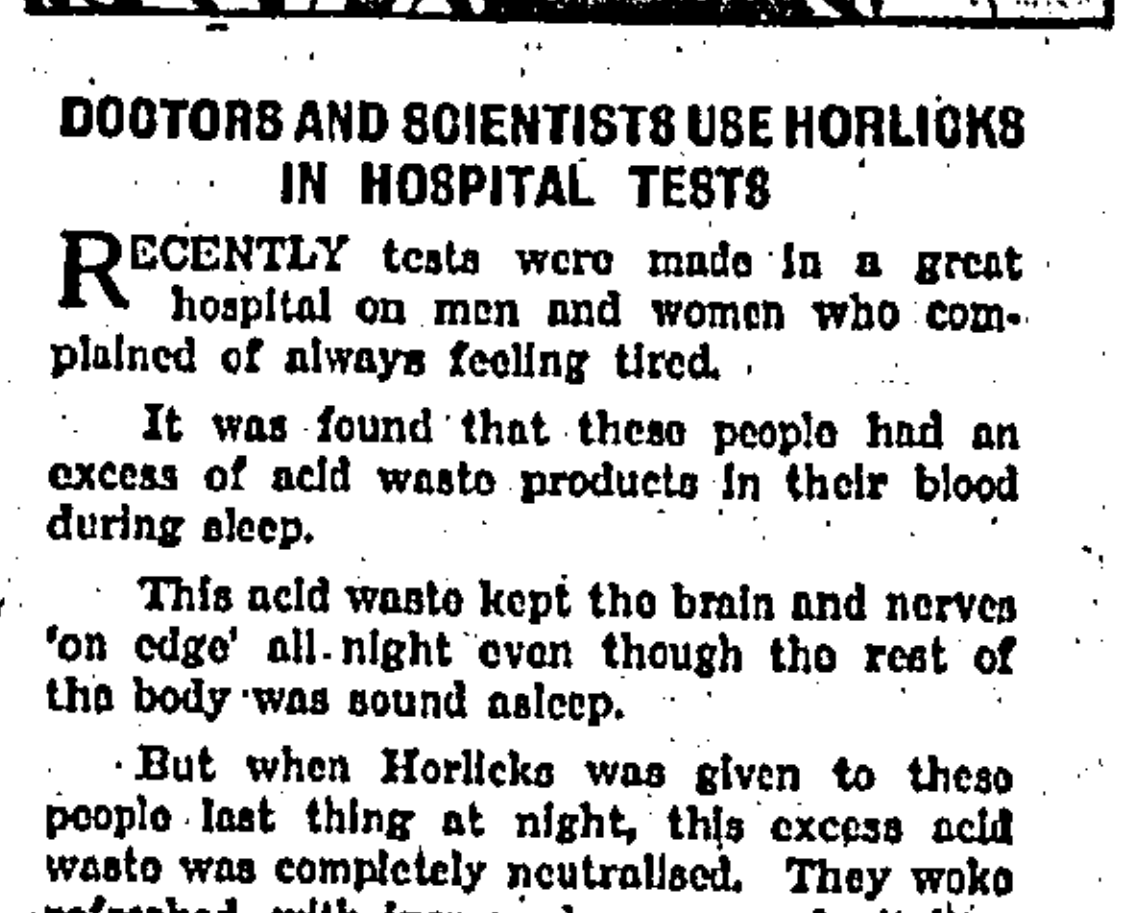 DOCTORS AND SCIENTISTS USE HORLICKS
IN HOSPITAL TESTS
RECENTLY tests were made in a great
hospital on men and women who com-
plained of always feeling tired.
It was found that these people had an
excess of acid waste products in their blood
during sleep.
This acid waste kept the brain and nerves
'on edge' all night even though the rest of
the body was sound asleep.
But when Horlicks was given to these
people last thing at night, this excess acid
waste was completely neutralised. They woke
refreshed, with